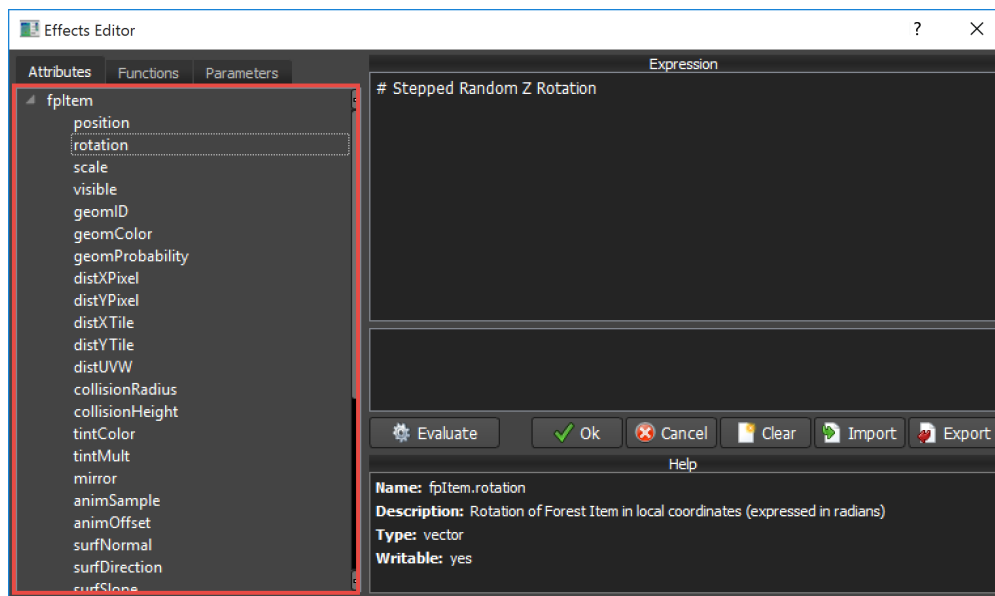 Effects Editor
?
Attributes Functions Parameters
fpItem
position
rotation
scale
visible
geomID
geomColor
geomProbability
distXPixel
distYPixel
distXTile
distYTile
distUVW
collisionRadius
collisionHeight
tintColor
tintMult
mirror
animSample
animOffset
surfNormal
surfDirection
surfSlope
Expression
# Stepped Random Z Rotation
Evaluate Ok Cancel Clear Import Export
Help
Name: fpItem.rotation
Description: Rotation of Forest Item in local coordinates (expressed in radians)
Type: vector
Writable: yes